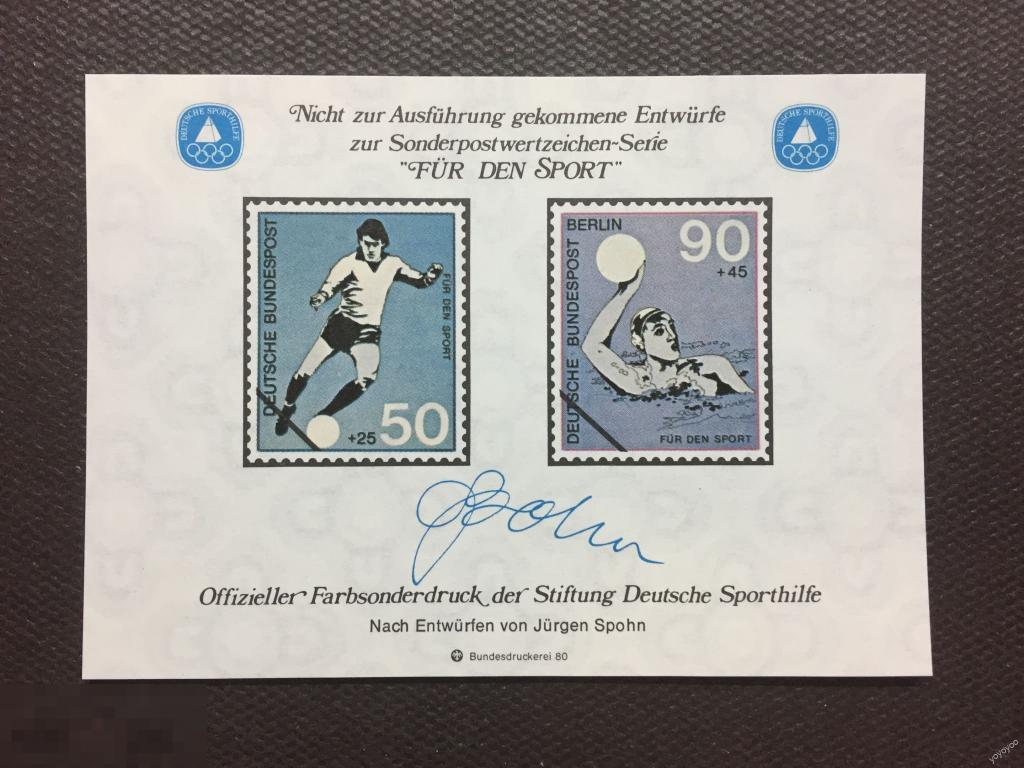 Nicht zur Ausführung gekommene Entwürfe
zur Sonderpostwertzeichen-Serie
"FÜR DEN SPORT"
DEUTSCHE SPORTHILFE
DEUTSCHE SPORTHILFE
DEUTSCHE BUNDESPOST
FÜR DEN SPORT
+25 50
BERLIN
90
+45
DEUTSCHE BUNDESPOST
FÜR DEN SPORT
Spohn
Offizieller Farbsonderdruck der Stiftung Deutsche Sporthilfe
Nach Entwürfen von Jürgen Spohn
Bundesdruckerei 80
yoyoyoo